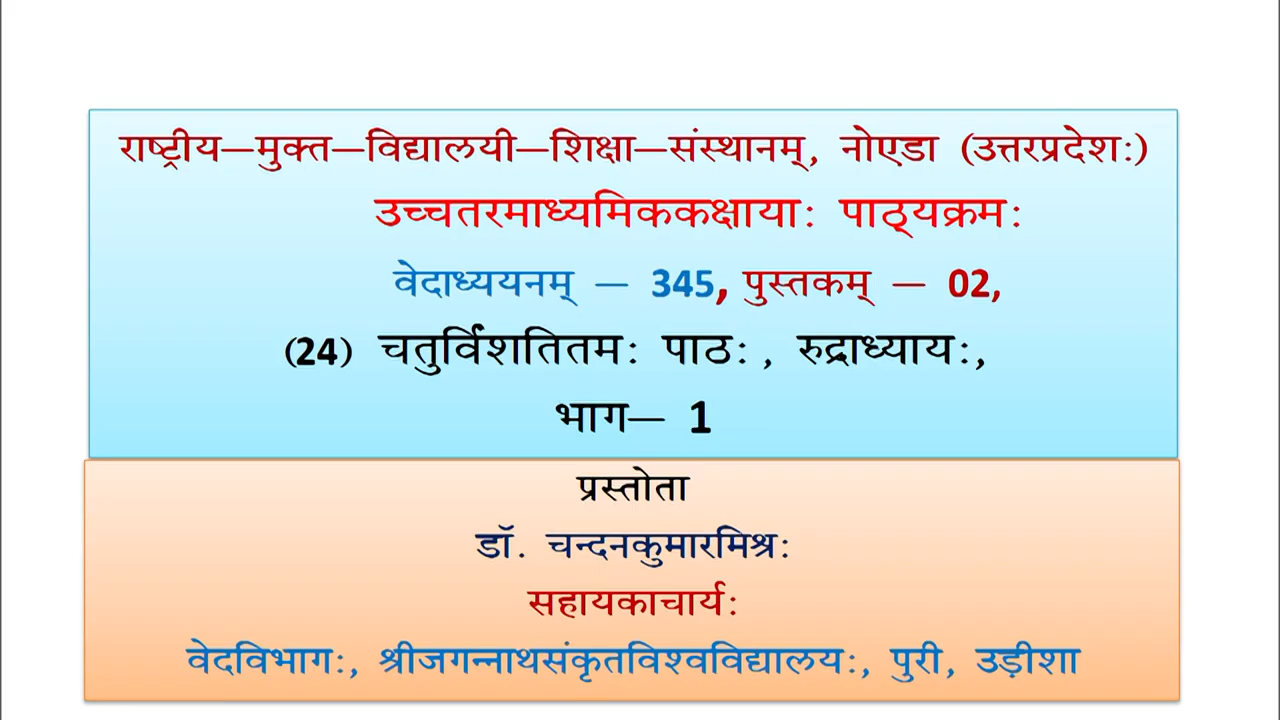 राष्ट्रीय—मुक्त—विद्यालयी—शिक्षा—संस्थानम्, नोएडा (उत्तरप्रदेशः)
उच्चतरमाध्यमिककक्षायाः पाठ्यक्रमः
वेदाध्ययनम् — 345, पुस्तकम् — 02,
(24) चतुर्विंशतितमः पाठः, रुद्राध्यायः,
भाग— 1
प्रस्तोता
डॉ. चन्दनकुमारमिश्रः
सहायकाचार्यः
वेदविभागः, श्रीजगन्नाथसंकृतविश्वविद्यालयः, पुरी, उड़ीशा